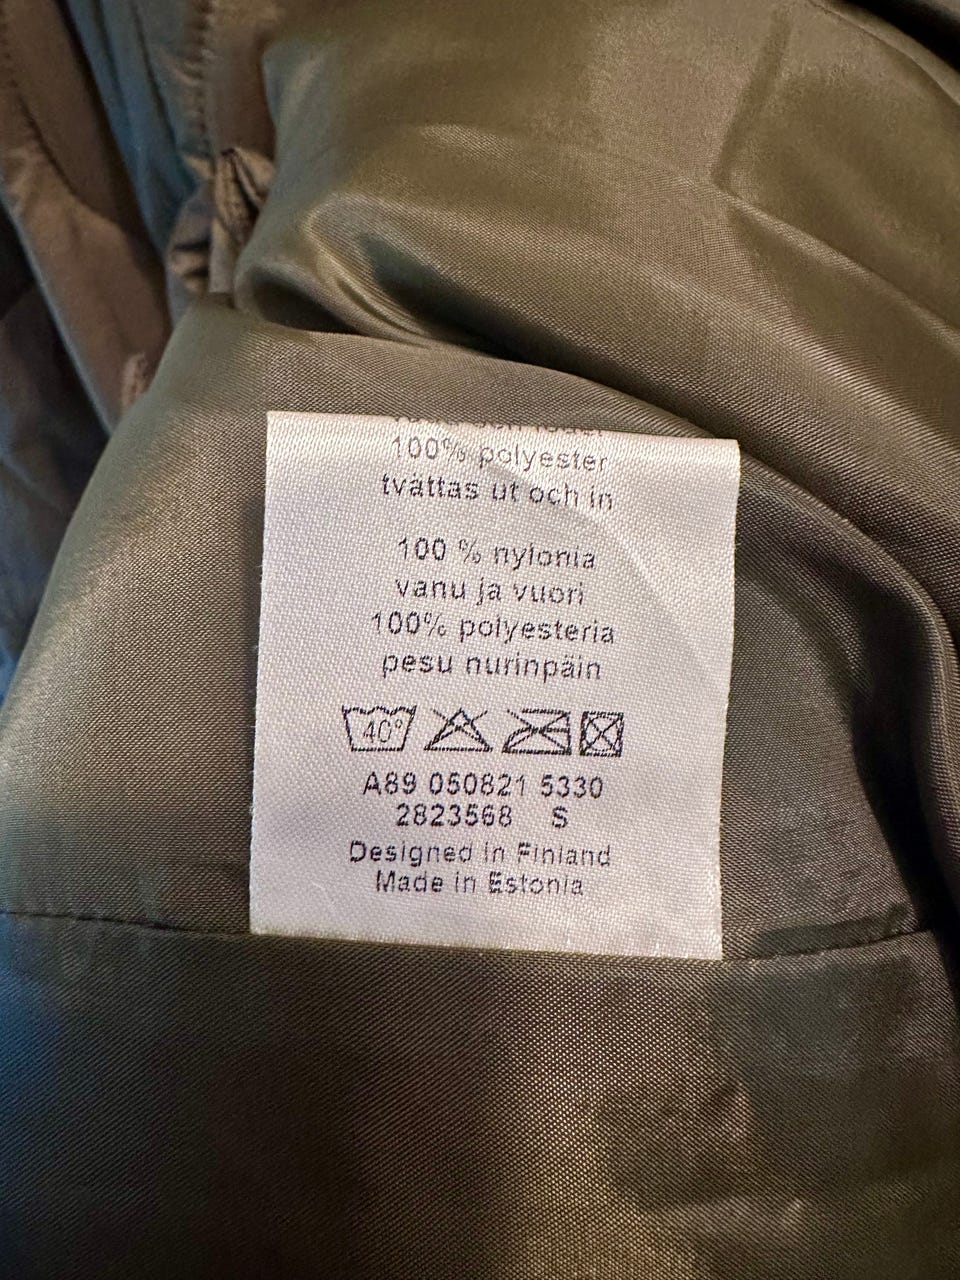 100% polyester
tvättas ut och in
100 % nylonia
vanu ja vuori
100% polyesteria
pesu nurinpäin
40°
A89 050821 5330
2823568 S
Designed in Finland
Made in Estonia